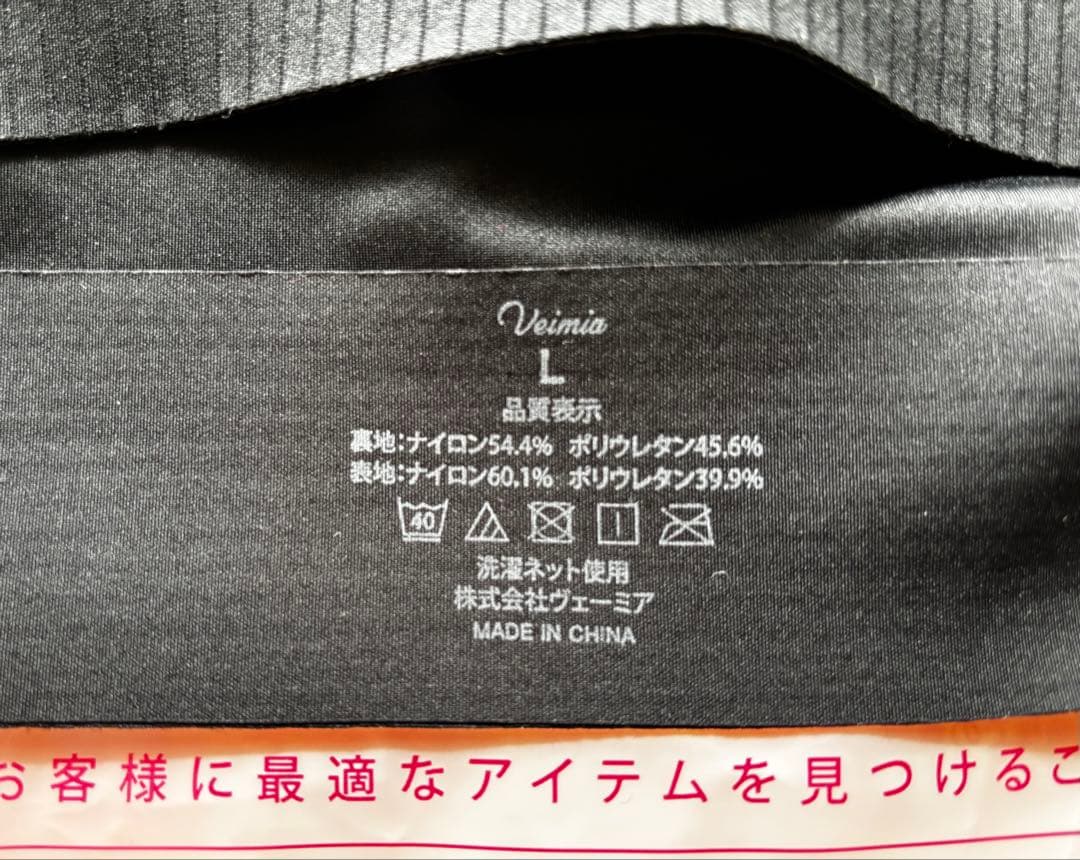 Veimia
L
品質表示
裏地:ナイロン54.4% ポリウレタン45.6%
表地:ナイロン60.1% ポリウレタン39.9%
40
洗濯ネット使用
株式会社ヴェーミア
MADE IN CHINA
お客様に最適なアイテムを見つけるこ